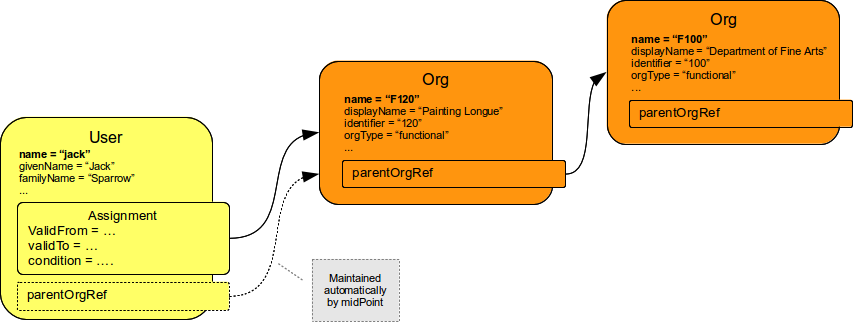 User
name = “jack”
givenName = “Jack”
familyName = “Sparrow”
...
Assignment
ValidFrom = …
validTo = …
condition = ….
parentOrgRef
Org
name = “F120”
displayName = “Painting Longue”
identifier = “120”
orgType = “functional”
...
parentOrgRef
Maintained
automatically
by midPoint
Org
name = “F100”
displayName = “Department of Fine Arts”
identifier = “100”
orgType = “functional”
...
parentOrgRef